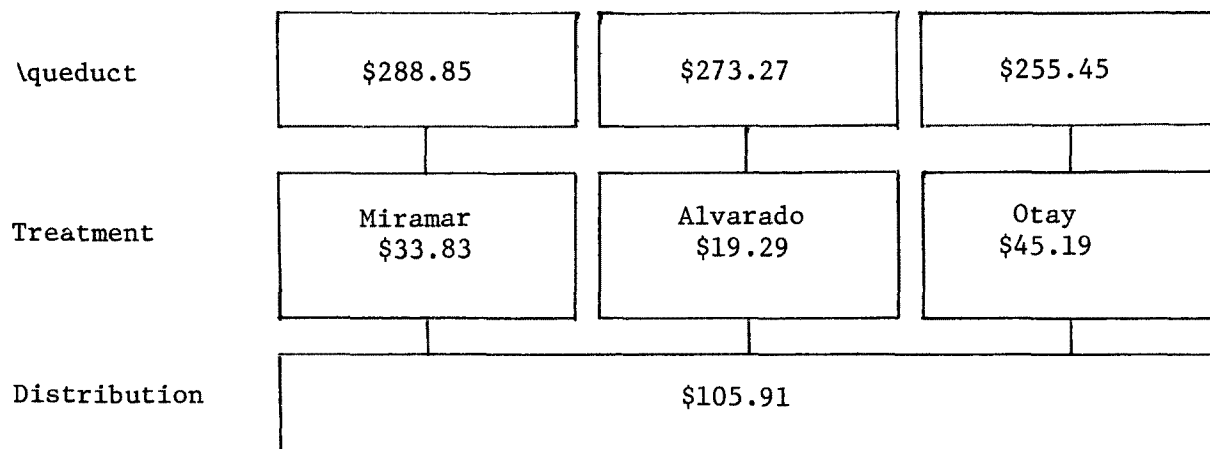 \queduct $288.85 $273.27 $255.45
Miramar Alvarado Otay
Treatment $33.83 $19.29 $45.19
Distribution $105.91